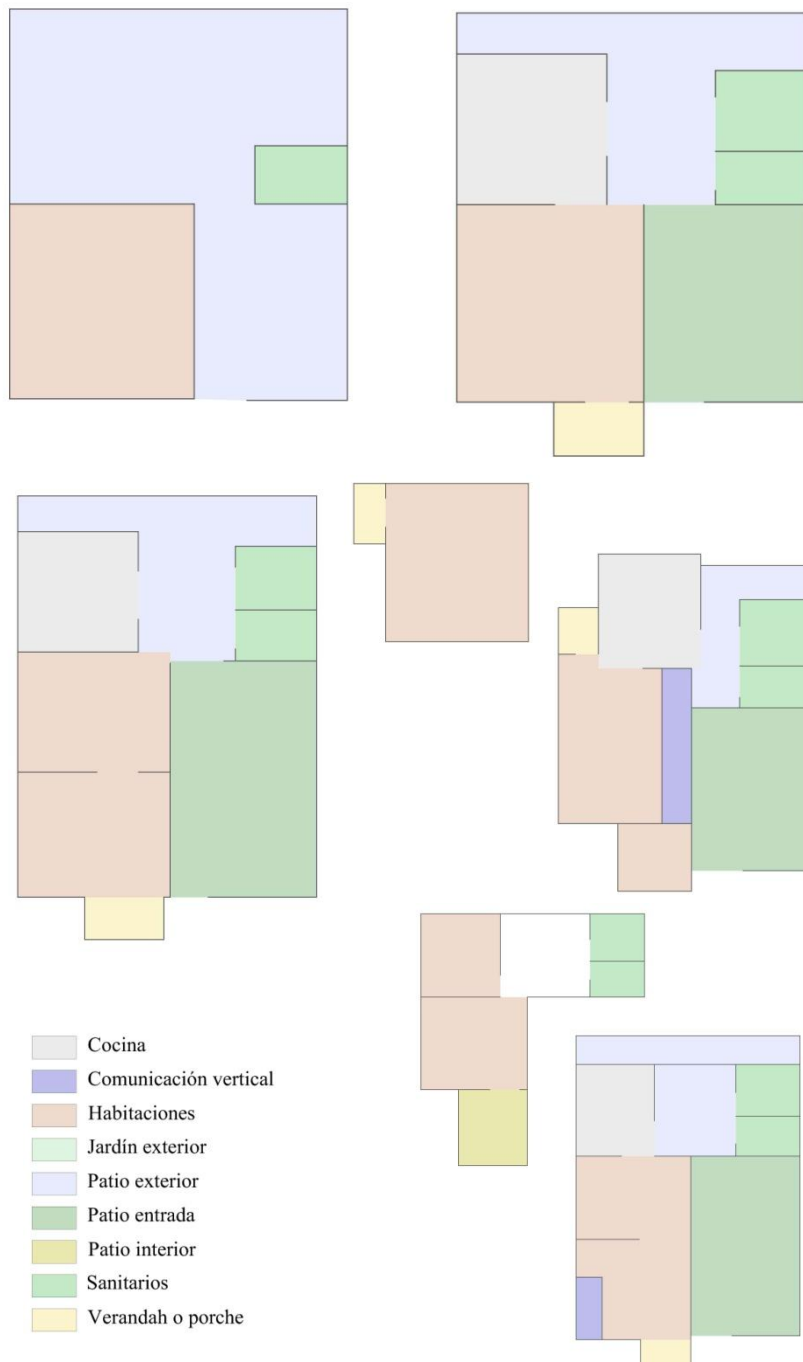 Cocina
Comunicación vertical
Habitaciones
Jardín exterior
Patio exterior
Patio entrada
Patio interior
Sanitarios
Verandah o porche